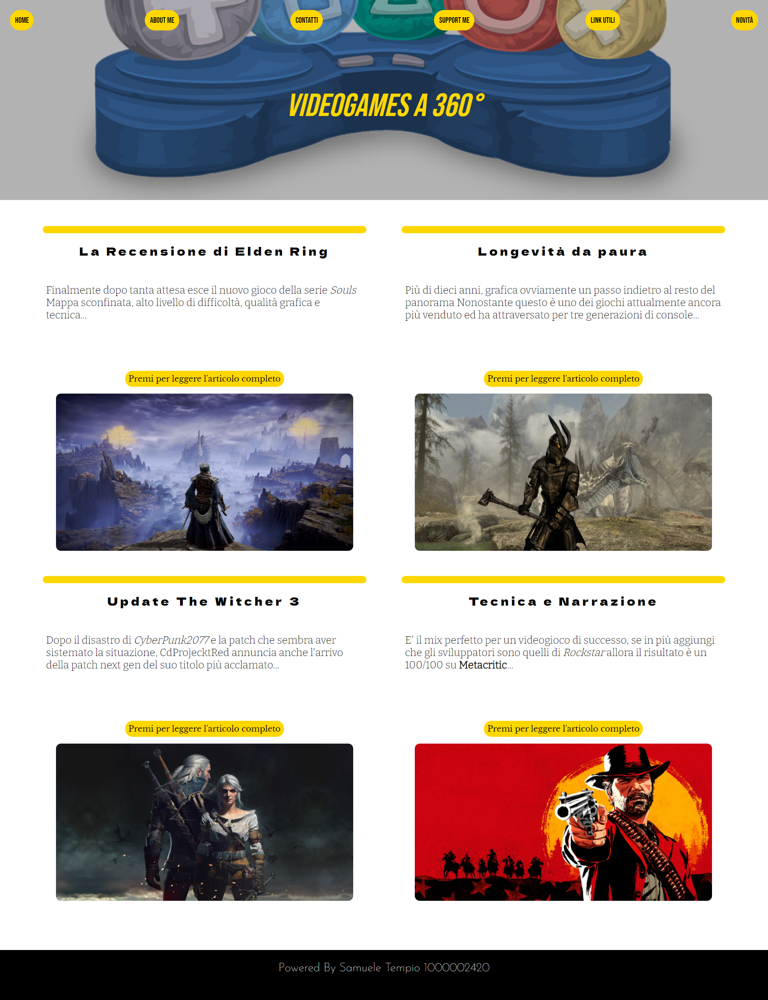 HOME ABOUT ME CONTATTI SUPPORT ME LINK UTILI NOVITÀ
VIDEOGAMES A 360°
La Recensione di Elden Ring
Finalmente dopo tanta attesa esce il nuovo gioco della serie Souls
Mappa sconfinata, alto livello di difficoltà, qualità grafica e
tecnica...
Premi per leggere l'articolo completo
Longevità da paura
Più di dieci anni, grafica ovviamente un passo indietro al resto del
panorama Nonostante questo è uno dei giochi attualmente ancora
più venduto ed ha attraversato per tre generazioni di console...
Premi per leggere l'articolo completo
Update The Witcher 3
Dopo il disastro di CyberPunk2077 e la patch che sembra aver
sistemato la situazione, CdProjecktRed annuncia anche l'arrivo
della patch next gen del suo titolo più acclamato...
Premi per leggere l'articolo completo
Tecnica e Narrazione
E' il mix perfetto per un videogioco di successo, se in più aggiungi
che gli sviluppatori sono quelli di Rockstar allora il risultato è un
100/100 su Metacritic...
Premi per leggere l'articolo completo
Powered By Samuele Tempio 1000002420